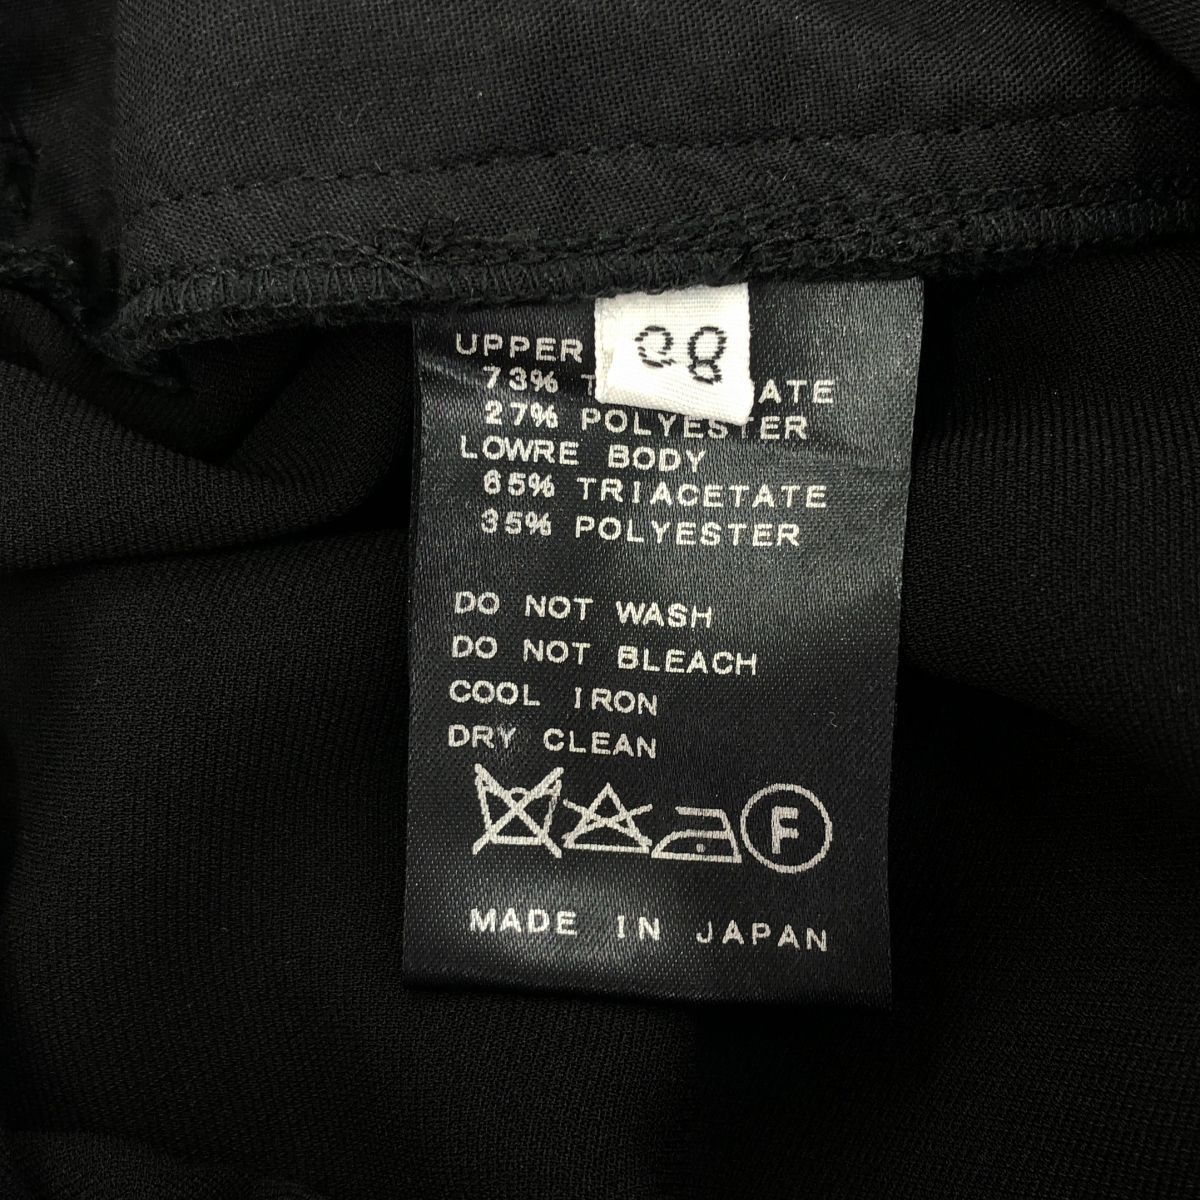 UPPER
73%
27% POLYESTER
LOWRE BODY
65% TRIACETATE
35% POLYESTER
DO NOT WASH
DO NOT BLEACH
COOL IRON
DRY CLEAN
F
MADE IN JAPAN